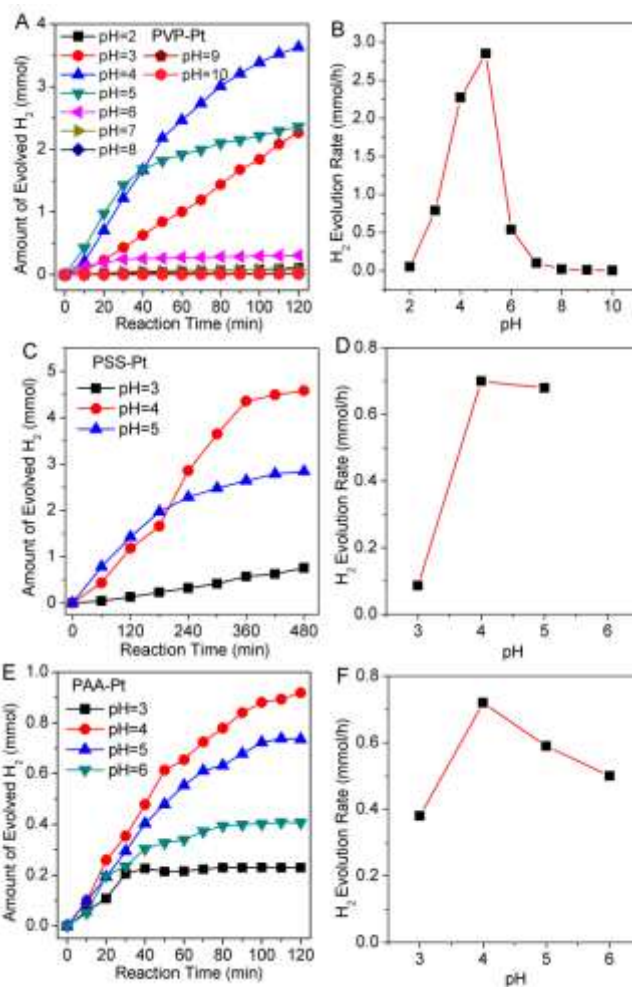 A
PVP-Pt
pH=2
pH=3
pH=4
pH=5
pH=6
pH=7
pH=8
pH=9
pH=10
4
3
2
1
0
Amount of Evolved H₂ (mmol)
0 20 40 60 80 100 120
Reaction Time (min)
B
3.0
2.5
2.0
1.5
1.0
0.5
0.0
H₂ Evolution Rate (mmol/h)
2 4 6 8 10
pH
C
PSS-Pt
pH=3
pH=4
pH=5
5
4
3
2
1
0
Amount of Evolved H₂ (mmol)
0 120 240 360 480
Reaction Time (min)
D
0.8
0.6
0.4
0.2
0.0
H₂ Evolution Rate (mmol/h)
3 4 5 6
pH
E
PAA-Pt
pH=3
pH=4
pH=5
pH=6
1.0
0.8
0.6
0.4
0.2
0.0
Amount of Evolved H₂ (mmol)
0 20 40 60 80 100 120
Reaction Time (min)
F
0.8
0.6
0.4
0.2
0.0
H₂ Evolution Rate (mmol/h)
3 4 5 6
pH